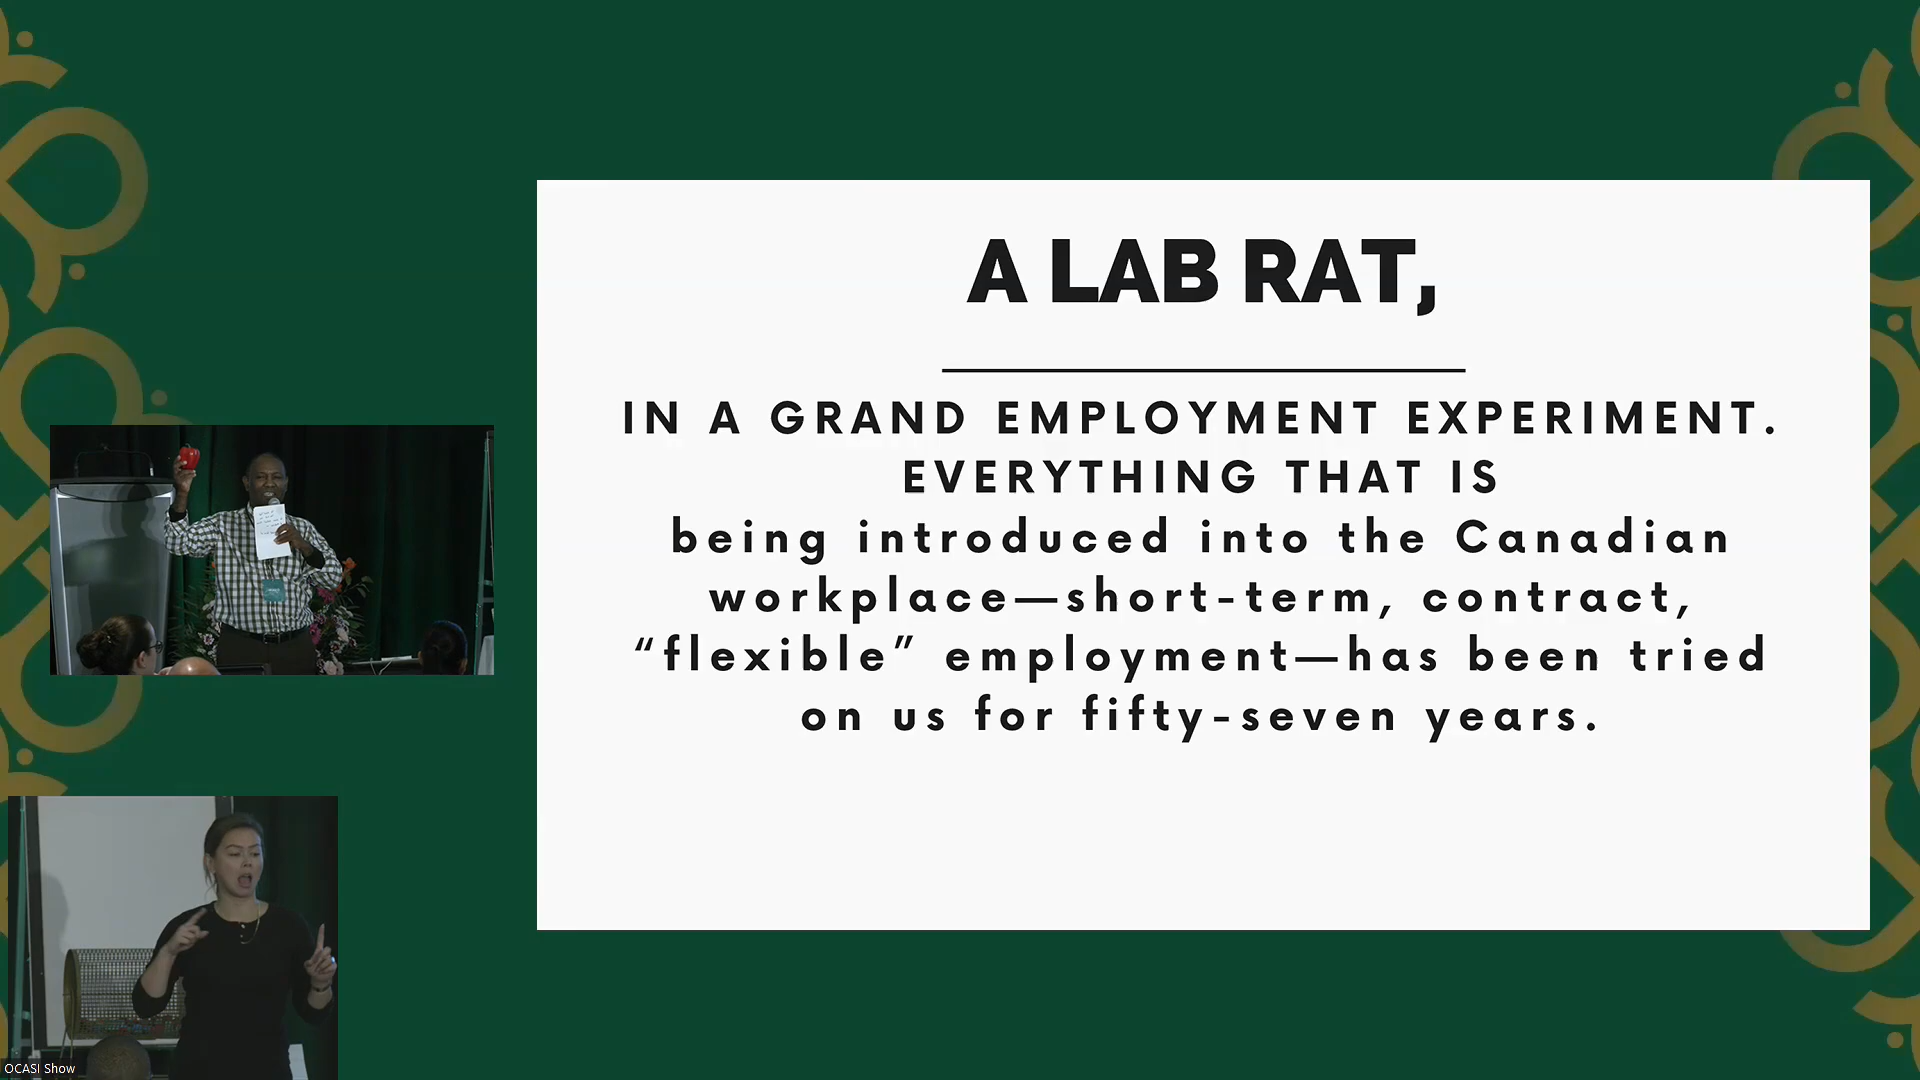 A LAB RAT,
IN A GRAND EMPLOYMENT EXPERIMENT.
EVERYTHING THAT IS
being introduced into the Canadian
workplace—short-term, contract,
“flexible” employment—has been tried
on us for fifty-seven years.
OCASI Show